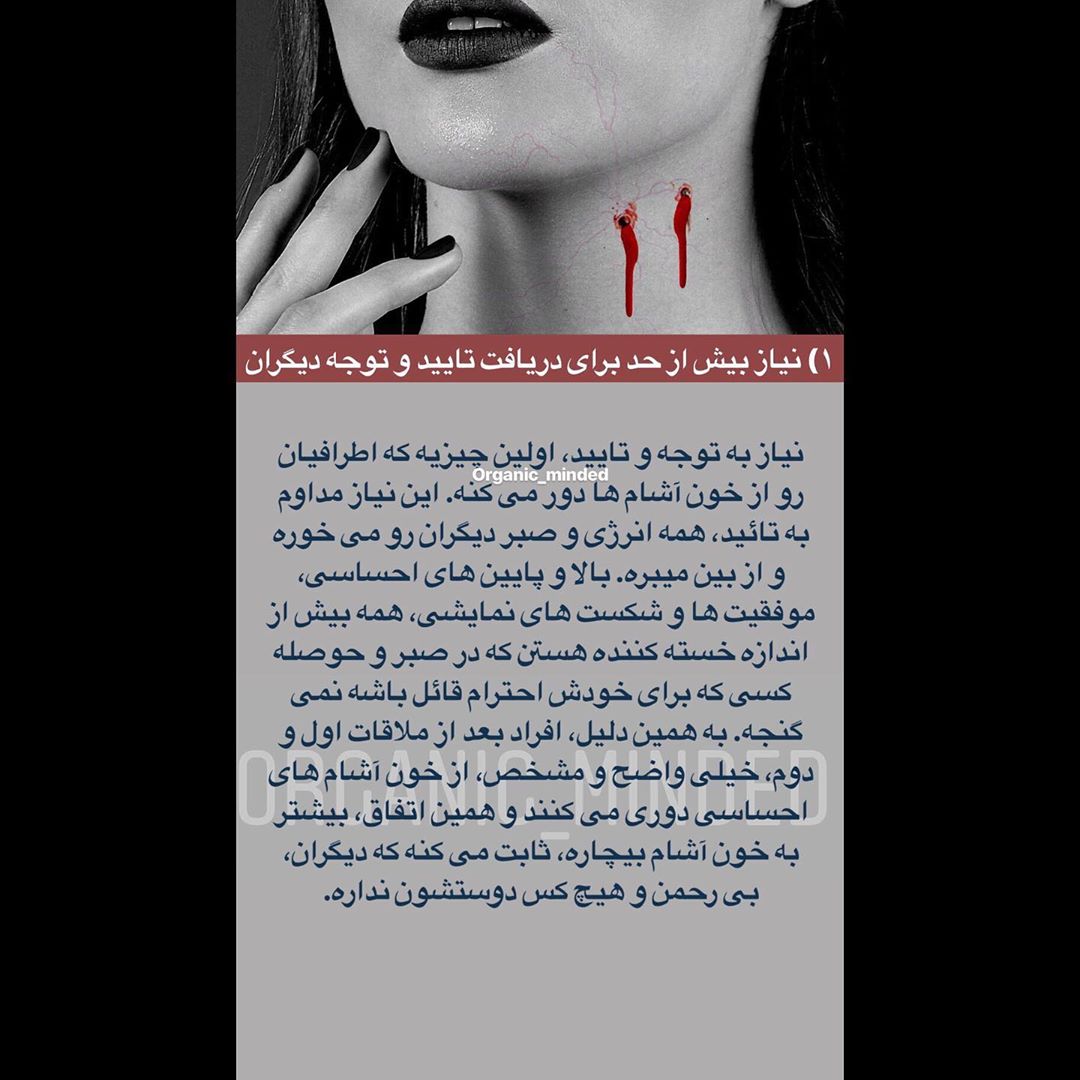 ۱) نیاز بیش از حد برای دریافت تایید و توجه دیگران
نیاز به توجه و تایید، اولین چیزیه که اطرافیان
Organic_minded
رو از خون آشام ها دور می کنه. این نیاز مداوم
به تائید، همه انرژی و صبر دیگران رو می خوره
و از بین میبره. بالا و پایین های احساسی،
موفقیت ها و شکست های نمایشی، همه بیش از
اندازه خسته کننده هستن که در صبر و حوصله
کسی که برای خودش احترام قائل باشه نمی
گنجه. به همین دلیل، افراد بعد از ملاقات اول و
دوم، خیلی واضح و مشخص، از خون آشام های
ORGANIC_MINDED
احساسی دوری می کنند و همین اتفاق، بیشتر
به خون آشام بیچاره، ثابت می کنه که دیگران،
بی رحمن و هیچ کس دوستشون نداره.